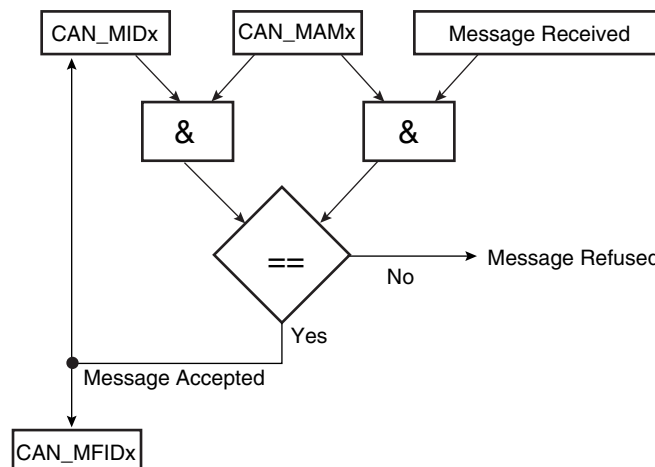 CAN_MIDx
CAN_MAMx
Message Received
&
&
==
No
Message Refused
Yes
Message Accepted
CAN_MFIDx